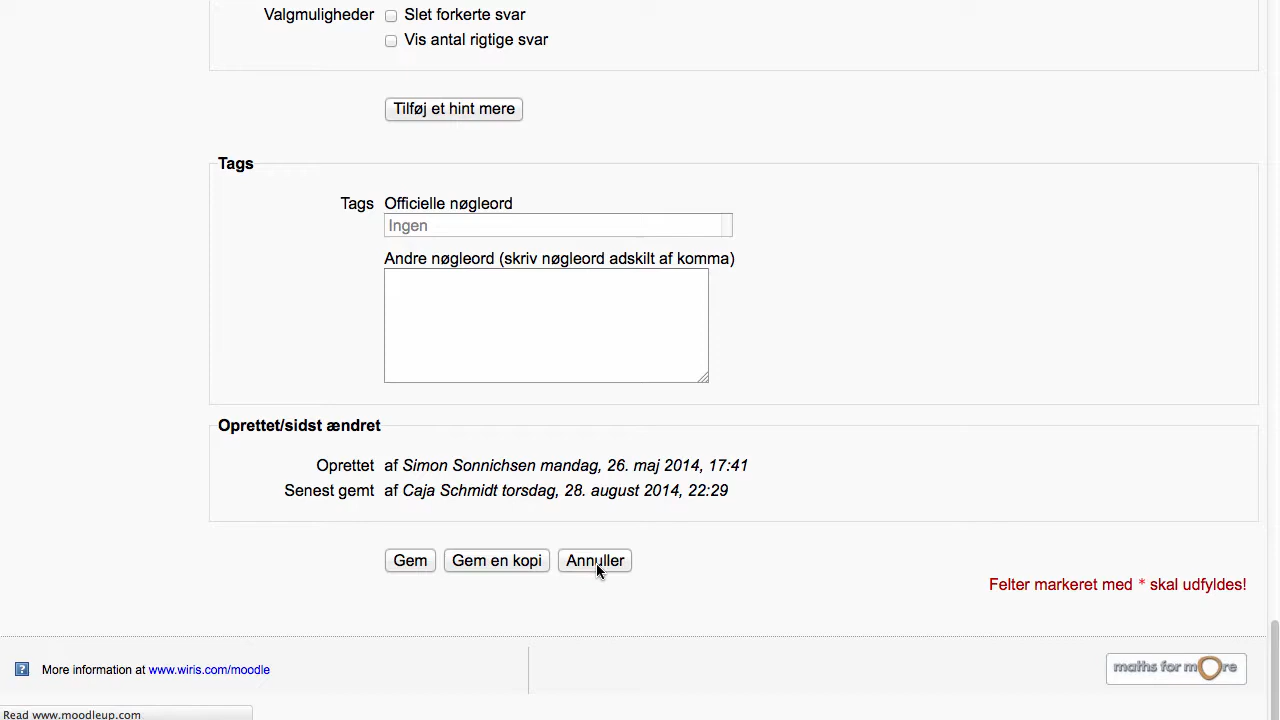 Valgmuligheder Slet forkerte svar
Vis antal rigtige svar
Tilføj et hint mere
Tags
Tags Officielle nøgleord
Ingen
Andre nøgleord (skriv nøgleord adskilt af komma)
Oprettet/sidst ændret
Oprettet af Simon Sonnichsen mandag, 26. maj 2014, 17:41
Senest gemt af Caja Schmidt torsdag, 28. august 2014, 22:29
Gem Gem en kopi Annuller
Felter markeret med * skal udfyldes!
? More information at www.wiris.com/moodle
maths for more
Read www.moodleup.com